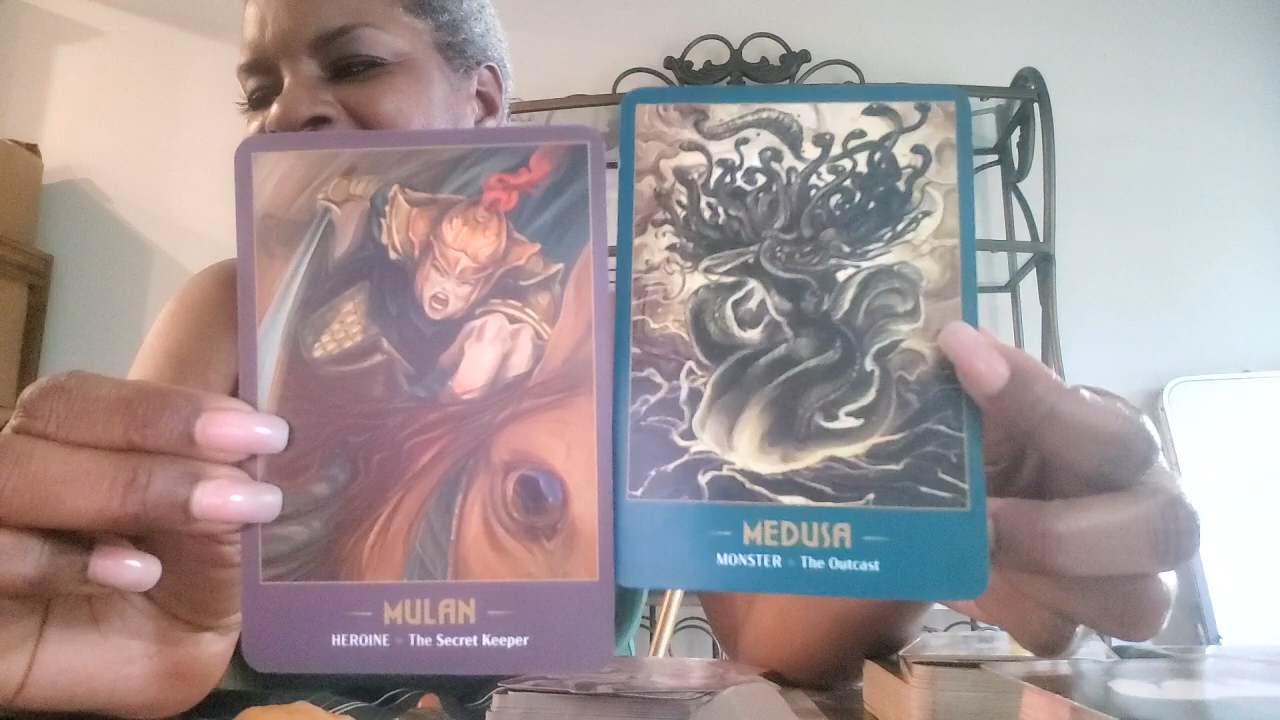 MULAN
HEROINE The Secret Keeper
MEDUSA
MONSTER The Outcast